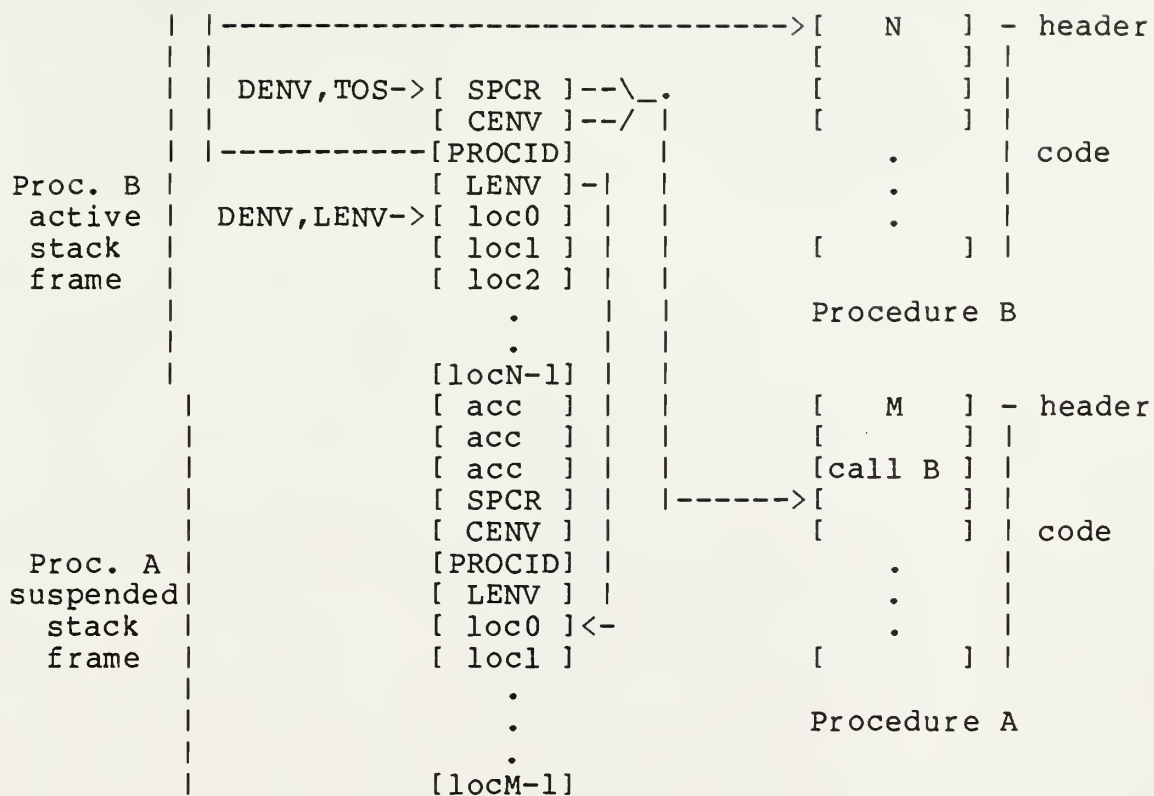 | |------------------------------>[ N ] - header
| | [ ] |
| | DENV,TOS->[ SPCR ]--\_. [ ] |
| | [ CENV ]--/ | [ ] |
| |-----------[PROCID] | . | code
Proc. B | [ LENV ]-| | . |
active | DENV,LENV->[ loc0 ] | | . |
stack | [ loc1 ] | | [ ] |
frame | [ loc2 ] | |
| . | | Procedure B
| . | |
| [locN-1] | |
| [ acc ] | | [ M ] - header
| [ acc ] | | [ ] |
| [ acc ] | | [call B ] |
| [ SPCR ] | |------>[ ] |
| [ CENV ] | [ ] | code
Proc. A | [PROCID] | . |
suspended| [ LENV ] | . |
stack | [ loc0 ]<- . |
frame | [ loc1 ] [ ] |
| .
| . Procedure A
| .
| [locM-1]